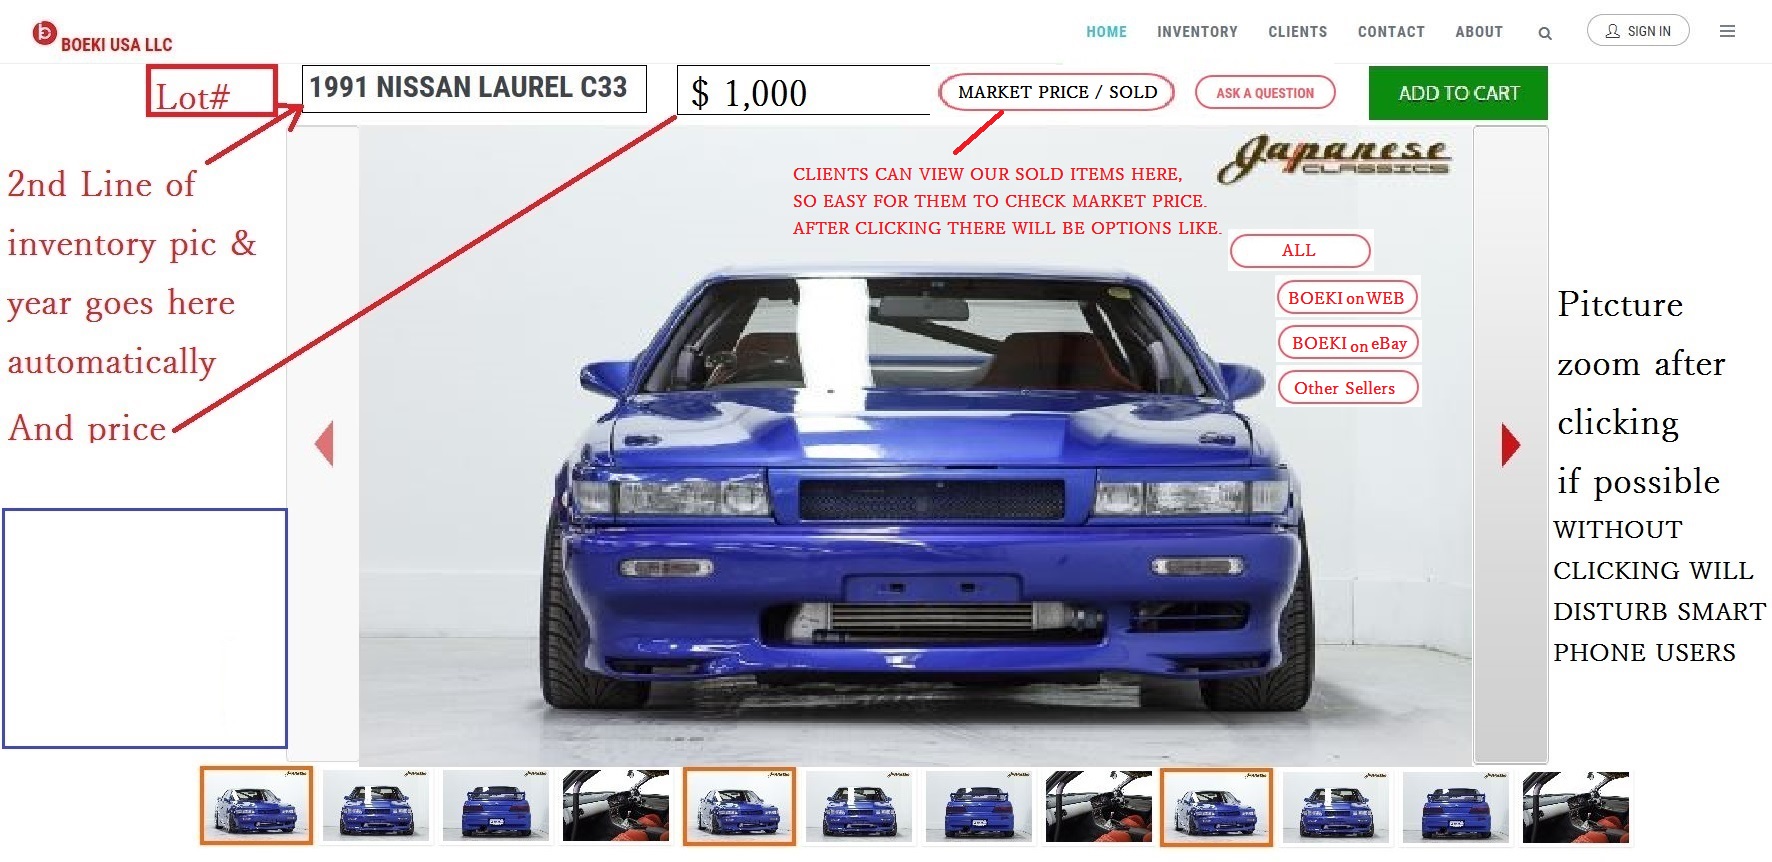 BOEKI USA LLC
HOME INVENTORY CLIENTS CONTACT ABOUT SIGN IN
Lot# 1991 NISSAN LAUREL C33 $ 1,000 MARKET PRICE / SOLD ASK A QUESTION ADD TO CART
Japanese
CLASSICS
2nd Line of
inventory pic &
year goes here
automatically
And price
CLIENTS CAN VIEW OUR SOLD ITEMS HERE,
SO EASY FOR THEM TO CHECK MARKET PRICE.
AFTER CLICKING THERE WILL BE OPTIONS LIKE.
ALL
BOEKI on WEB
BOEKI on eBay
Other Sellers
Pitcture
zoom after
clicking
if possible
WITHOUT
CLICKING WILL
DISTURB SMART
PHONE USERS